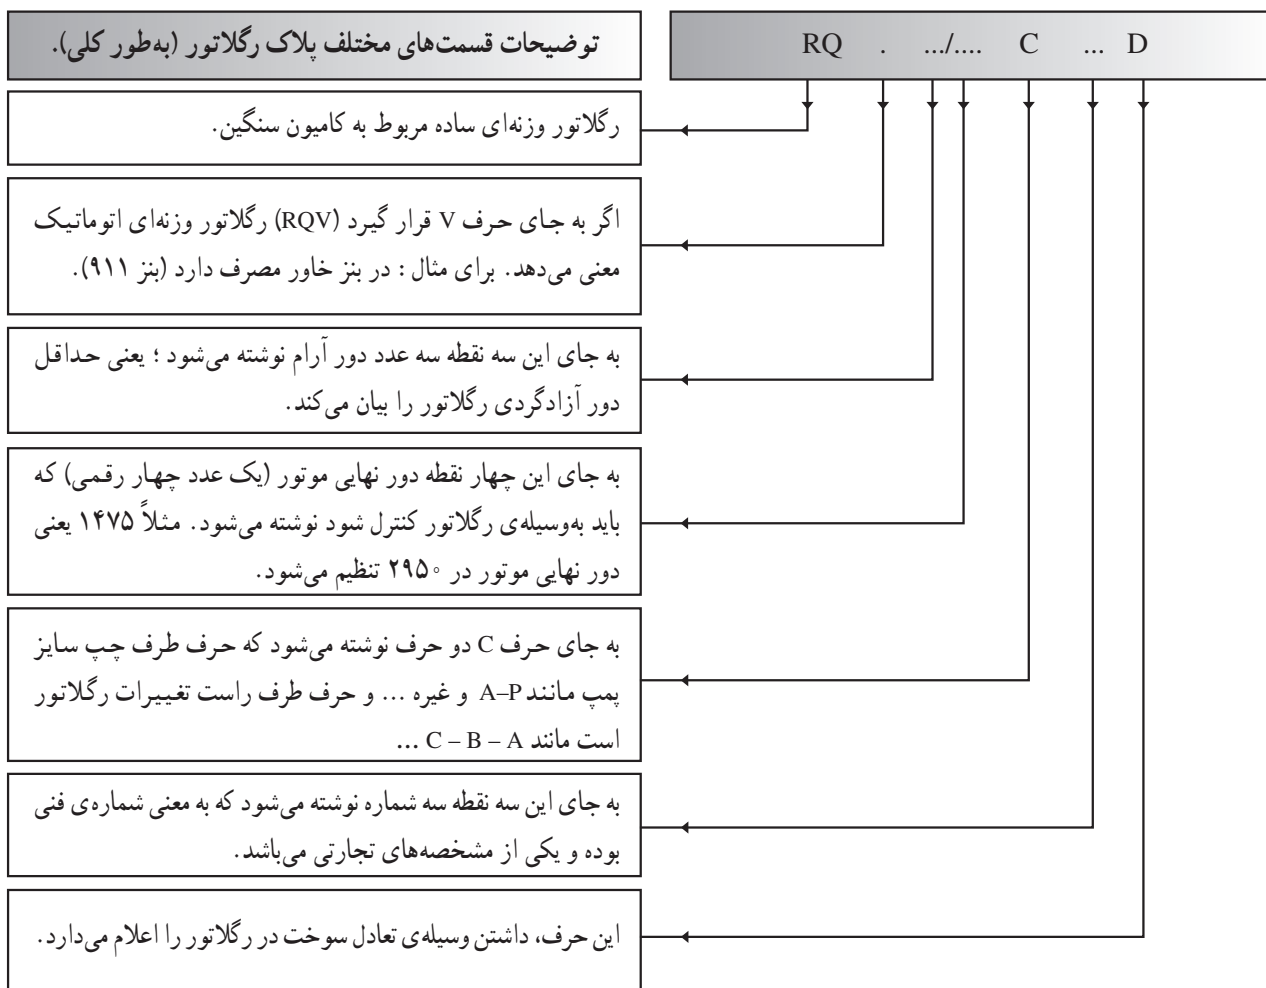 توضیحات قسمت‌های مختلف پلاک رگلاتور (به‌طور کلی).
RQ . .../.... C ... D
رگلاتور وزنه‌ای ساده مربوط به کامیون سنگین.
اگر به جای حرف V قرار گیرد (RQV) رگلاتور وزنه‌ای اتوماتیک
معنی می‌دهد. برای مثال : در بنز خاور مصرف دارد (بنز ۹۱۱).
به جای این سه نقطه سه عدد دور آرام نوشته می‌شود ؛ یعنی حداقل
دور آزادگردی رگلاتور را بیان می‌کند.
به جای این چهار نقطه دور نهایی موتور (یک عدد چهار رقمی) که
باید به‌وسیله‌ی رگلاتور کنترل شود نوشته می‌شود. مثلاً ۱۴۷۵ یعنی
دور نهایی موتور در ۲۹۵۰ تنظیم می‌شود.
به جای حرف C دو حرف نوشته می‌شود که حرف طرف چپ سایز
پمپ مانند A–P و غیره ... و حرف طرف راست تغییرات رگلاتور
است مانند C – B – A ...
به جای این سه نقطه سه شماره نوشته می‌شود که به معنی شماره‌ی فنی
بوده و یکی از مشخصه‌های تجارتی می‌باشد.
این حرف، داشتن وسیله‌ی تعادل سوخت در رگلاتور را اعلام می‌دارد.